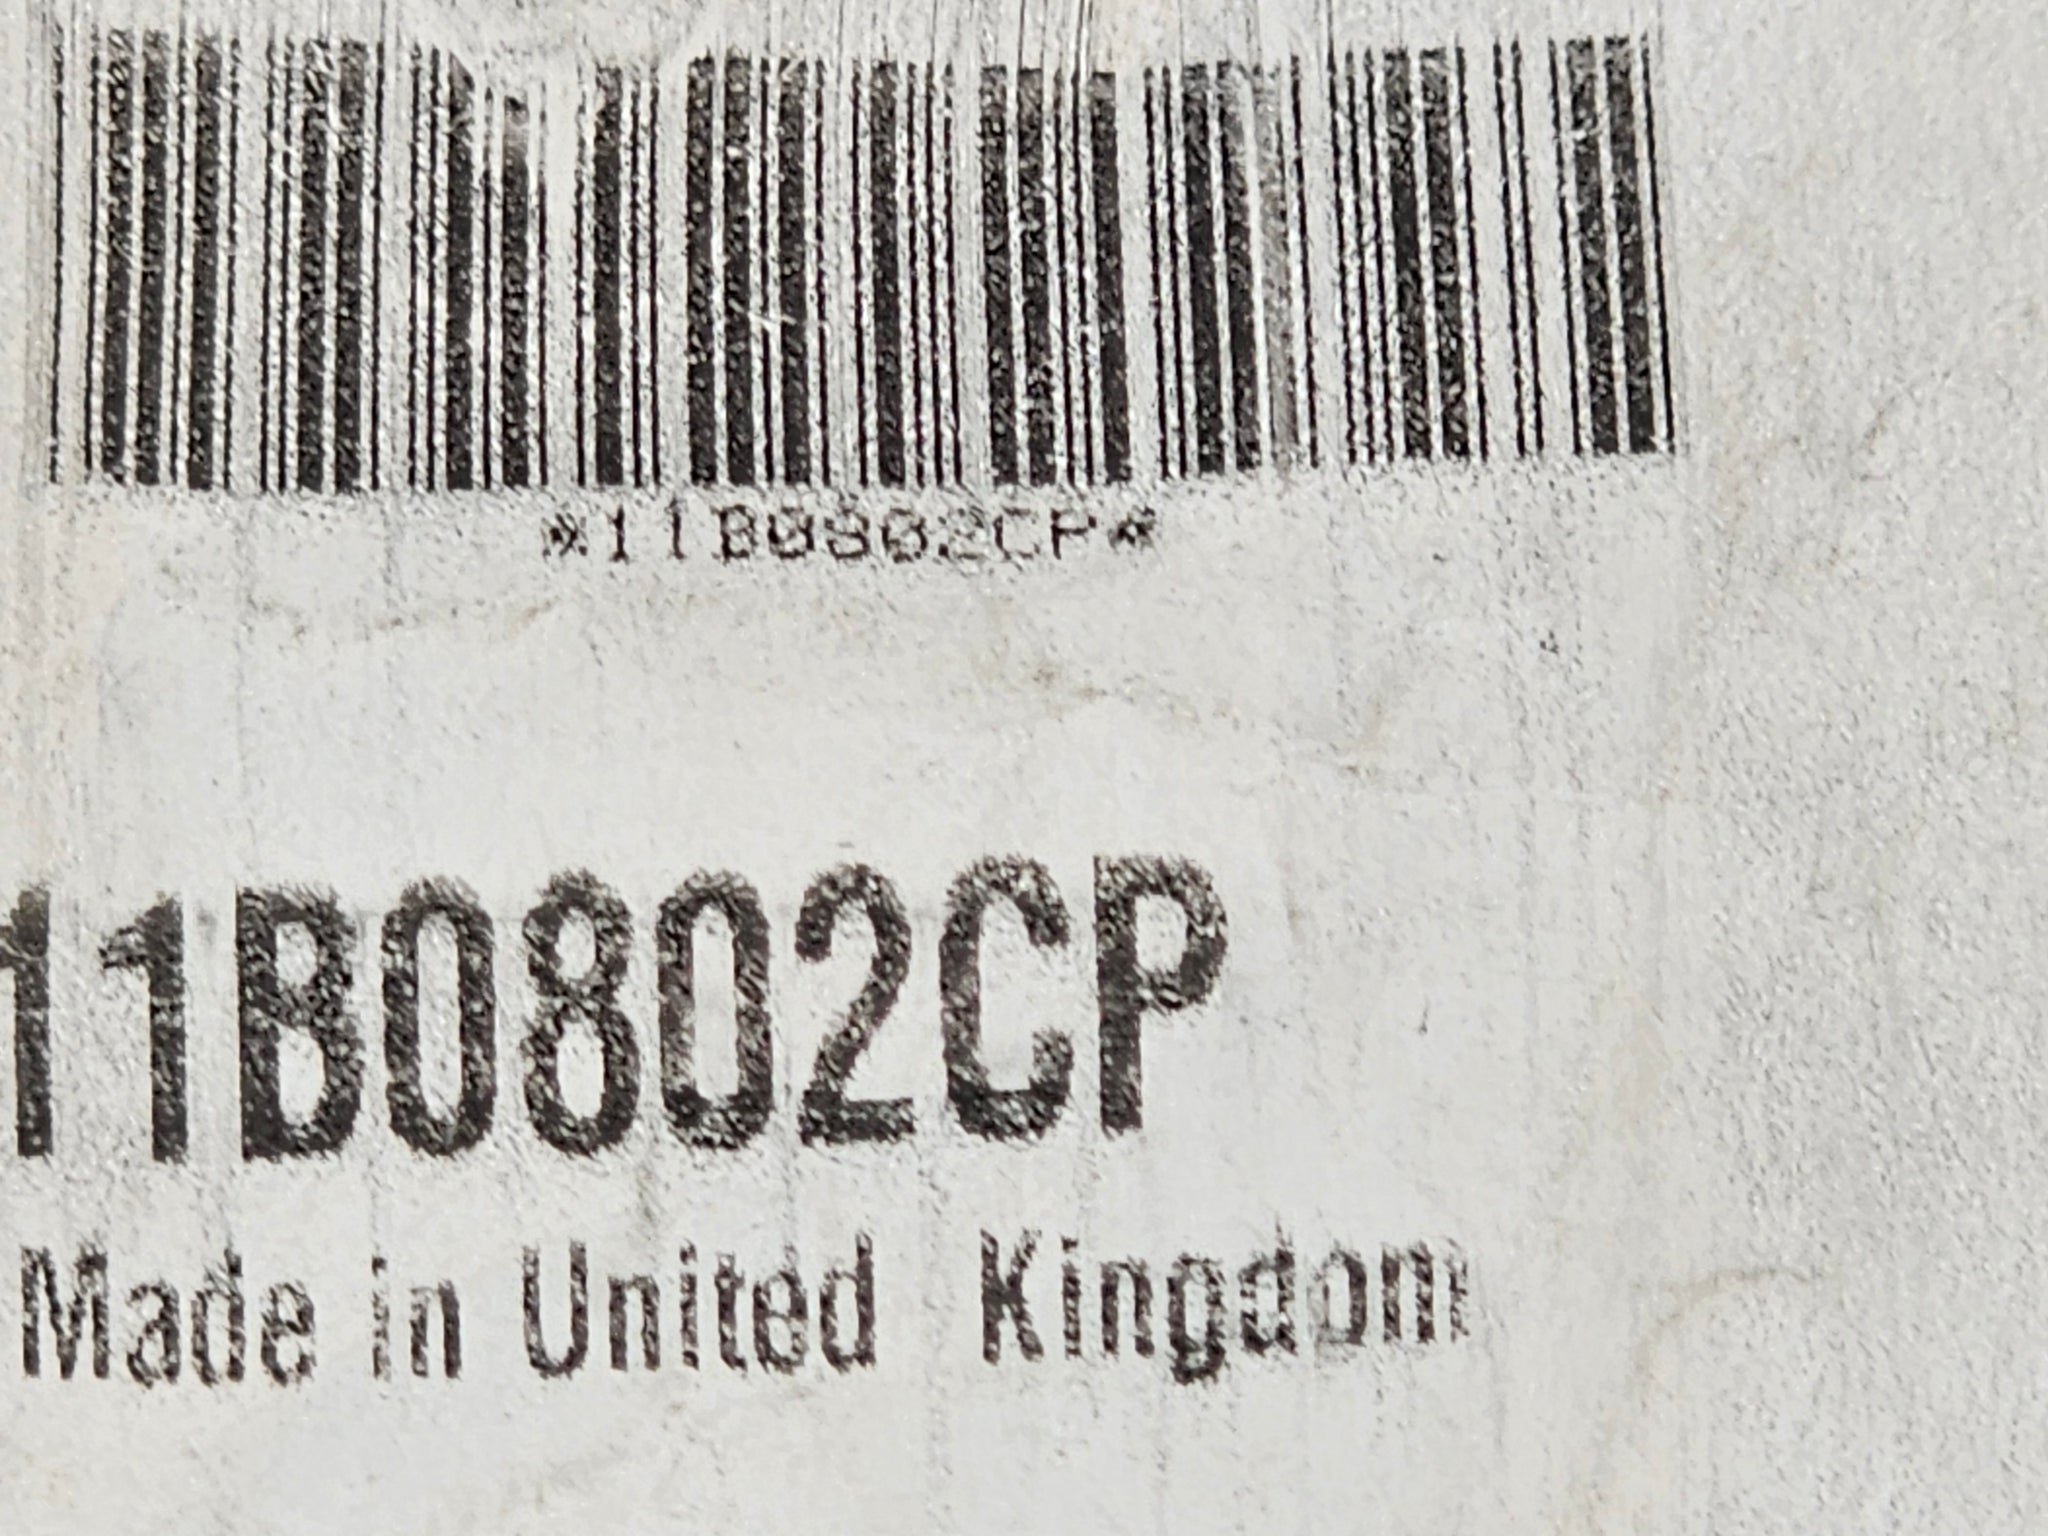 *11B0802CP*
11B0802CP
Made in United Kingdom